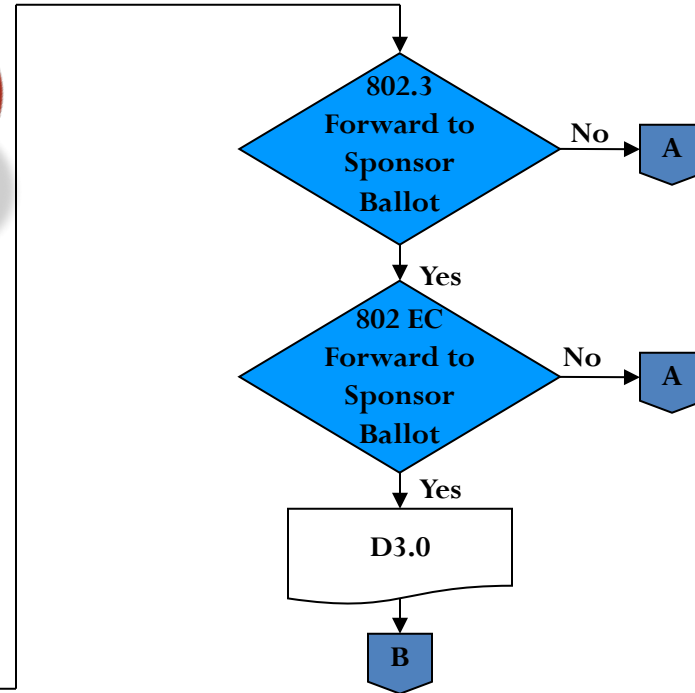 802.3
Forward to
Sponsor
Ballot
No
A
Yes
802 EC
Forward to
Sponsor
Ballot
No
A
Yes
D3.0
B